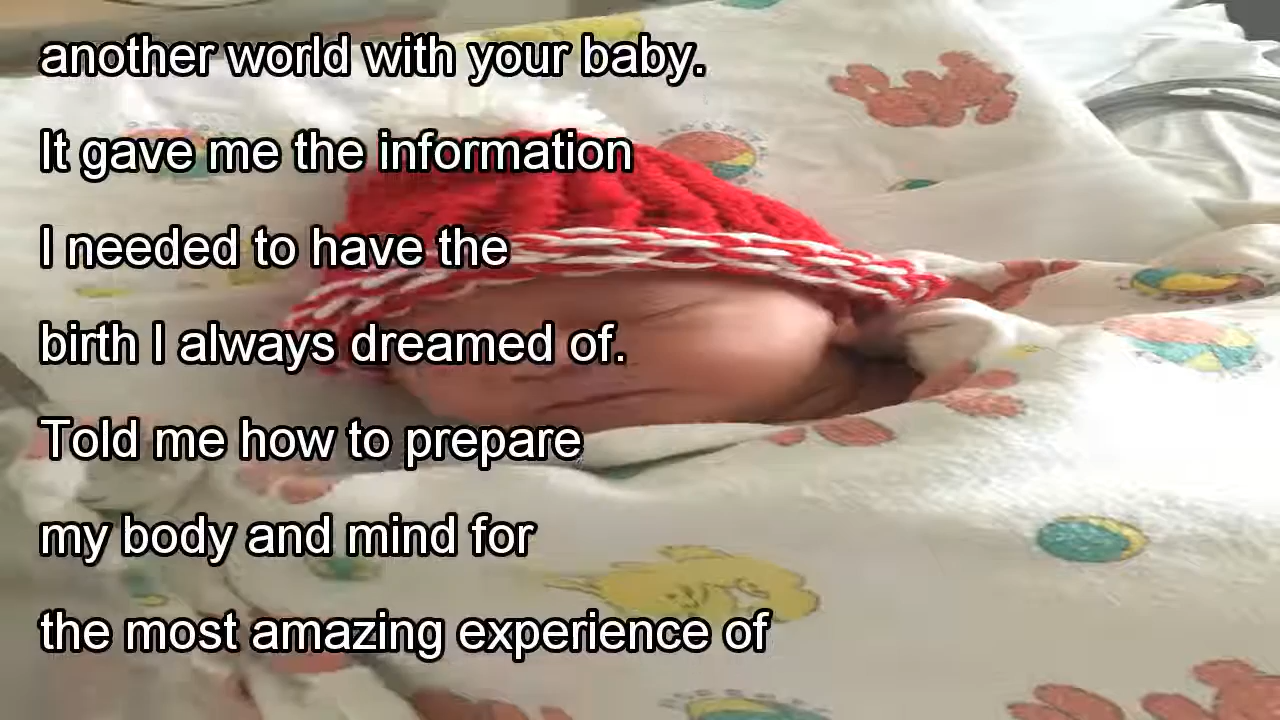 another world with your baby.
It gave me the information
I needed to have the
birth I always dreamed of.
Told me how to prepare
my body and mind for
the most amazing experience of